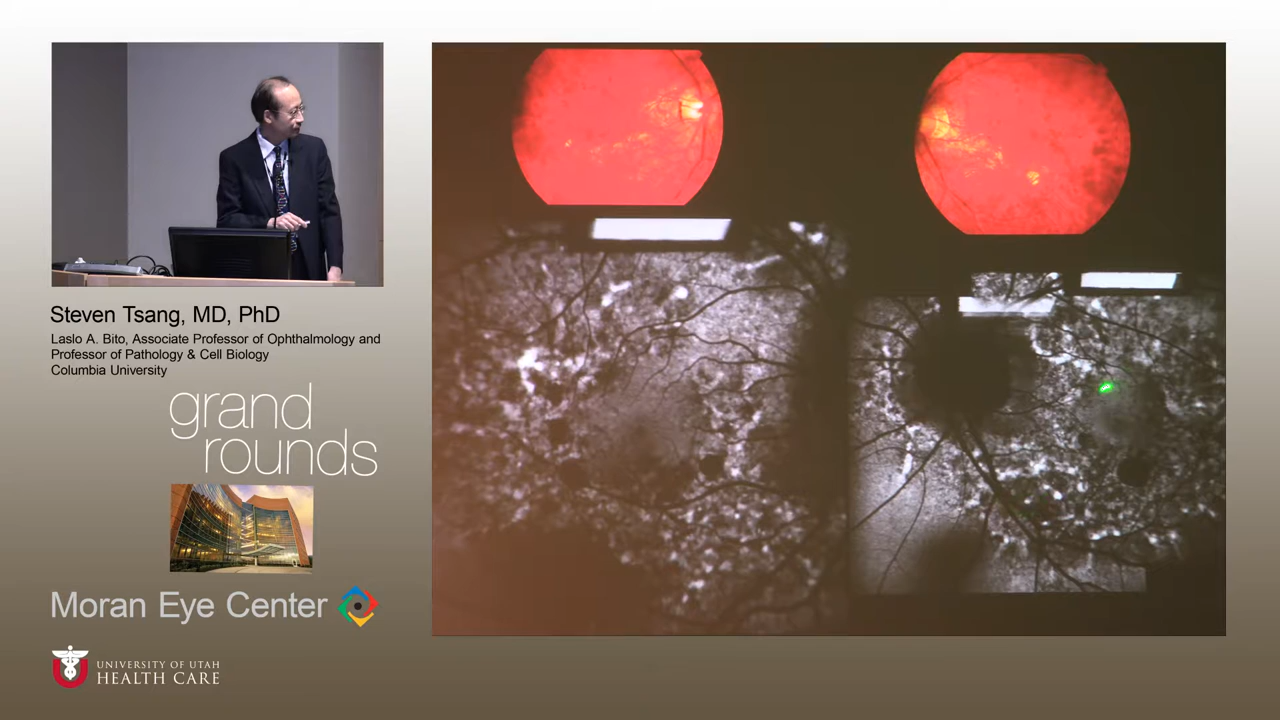 Steven Tsang, MD, PhD
Laslo A. Bito, Associate Professor of Ophthalmology and
Professor of Pathology & Cell Biology
Columbia University
grand
rounds
Moran Eye Center
UNIVERSITY OF UTAH
HEALTH CARE